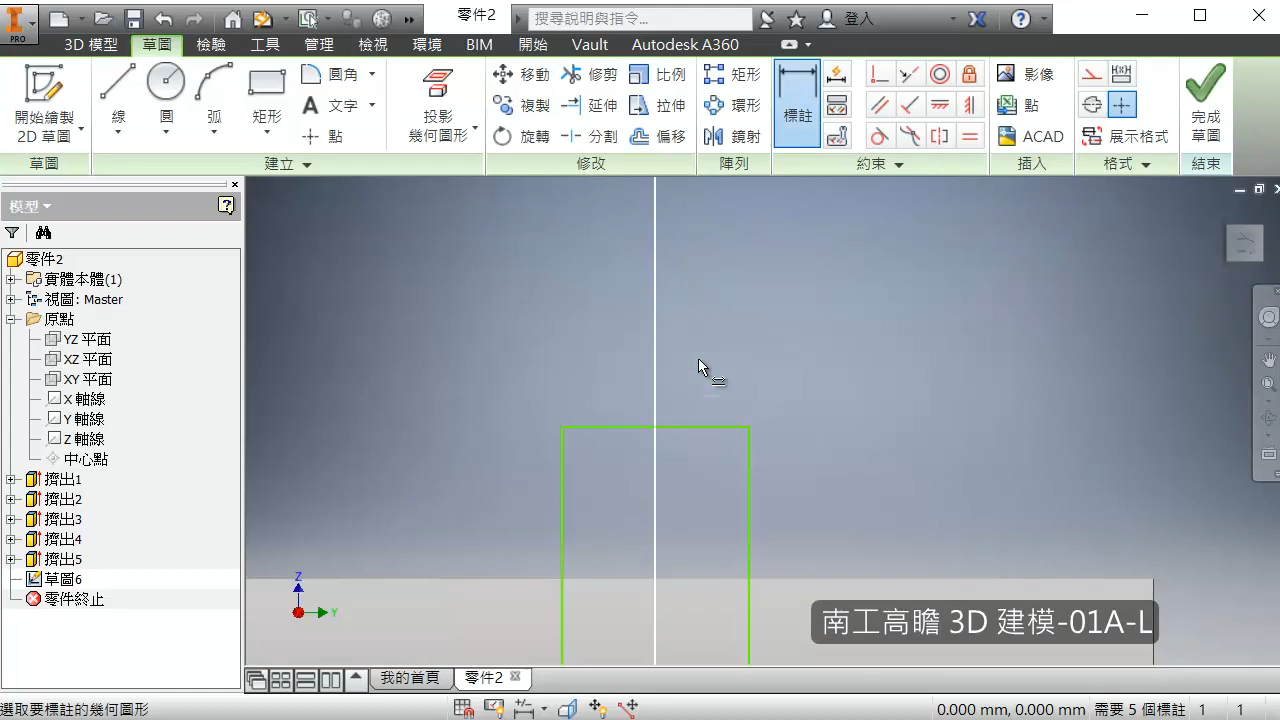 PRO
零件2
搜尋說明與指令...
登入
3D 模型 草圖 檢驗 工具 管理 檢視 環境 BIM 開始 Vault Autodesk A360
開始繪製
2D 草圖
線
圓
弧
矩形
圓角
文字
點
投影
幾何圖形
移動 修剪 比例
複製 延伸 拉伸
旋轉 分割 偏移
矩形
環形
鏡射
標註
影像
點
ACAD
展示格式
完成
草圖
草圖 建立 修改 陣列 約束 插入 格式 結束
模型
零件2
實體本體(1)
視圖: Master
原點
YZ 平面
XZ 平面
XY 平面
X 軸線
Y 軸線
Z 軸線
中心點
擠出1
擠出2
擠出3
擠出4
擠出5
草圖6
零件終止
Z
Y
南工高瞻 3D 建模-01A-L
我的首頁 零件2
選取要標註的幾何圖形
0.000 mm, 0.000 mm 需要 5 個標註 1 1